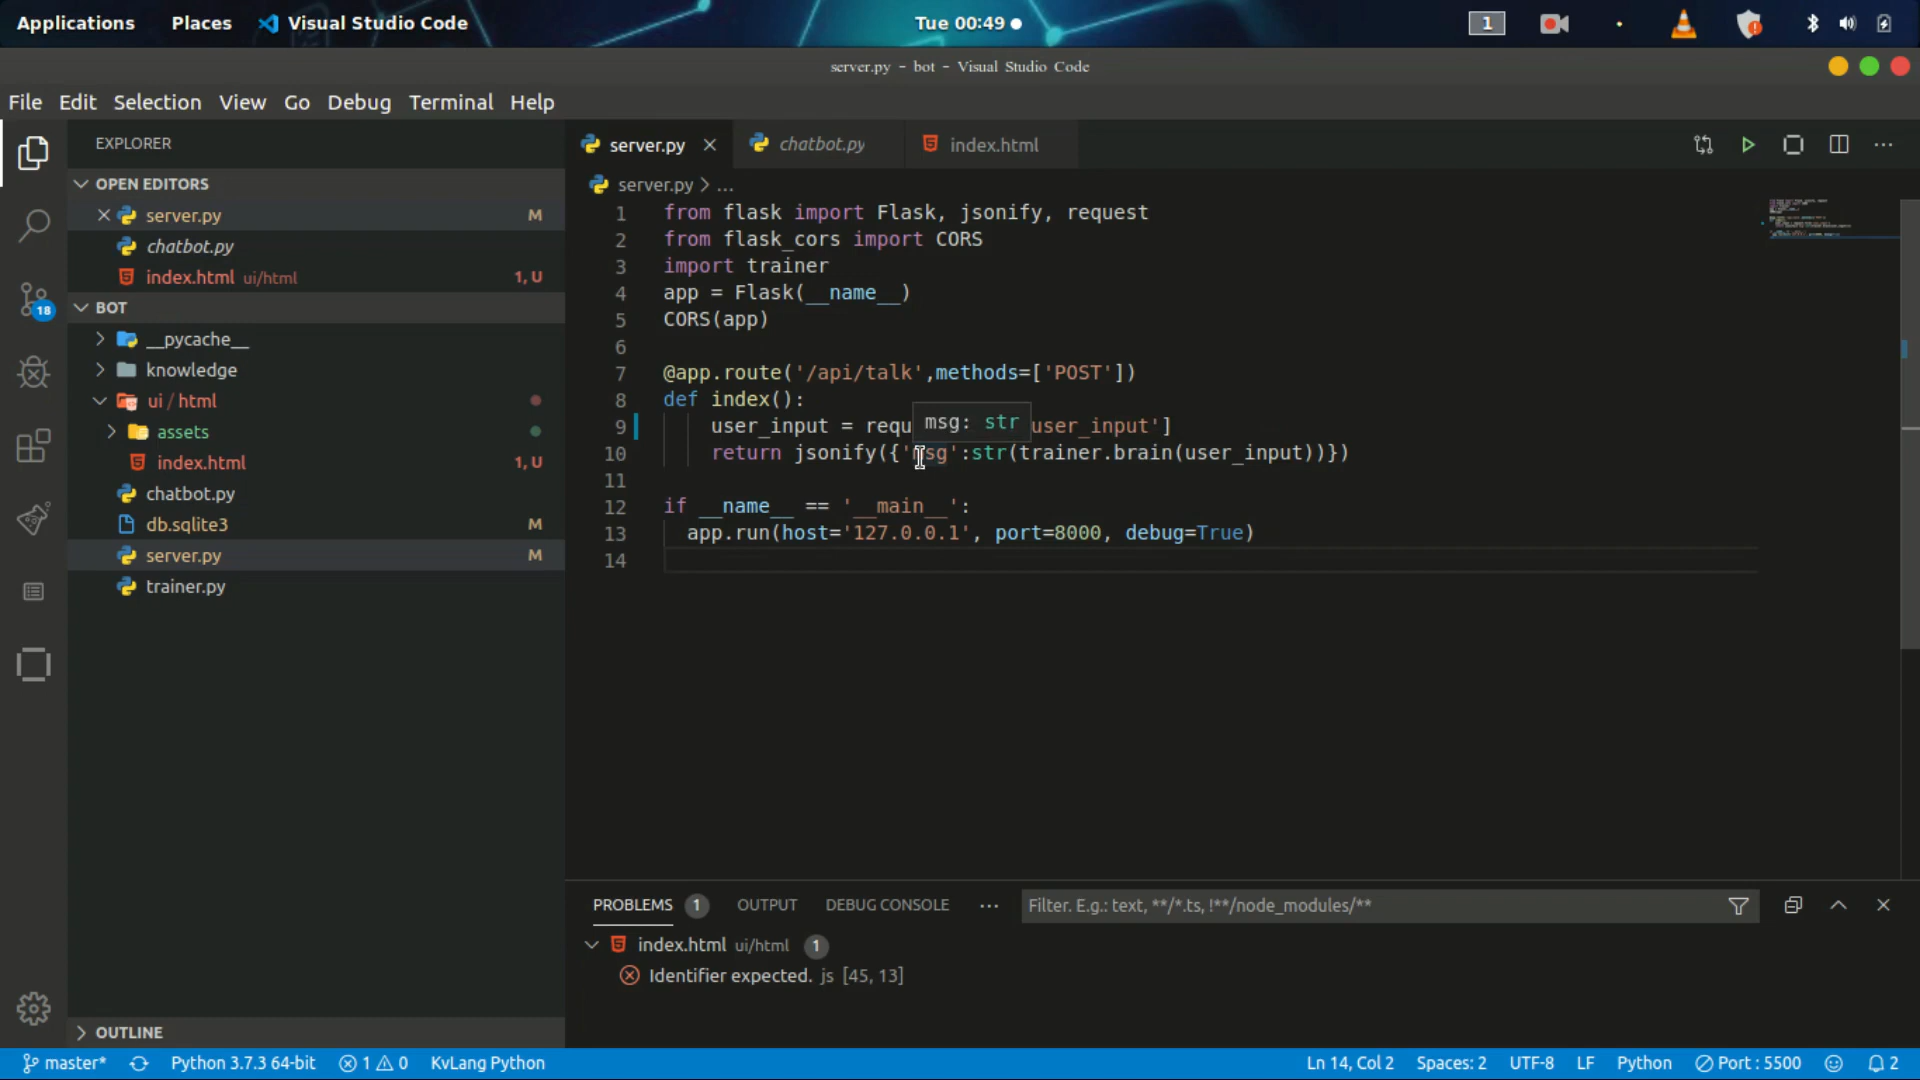 Applications Places Visual Studio Code Tue 00:49 1
server.py - bot - Visual Studio Code
File Edit Selection View Go Debug Terminal Help
EXPLORER
OPEN EDITORS
server.py M
chatbot.py
index.html ui/html 1, U
BOT
__pycache__
knowledge
ui / html
assets
index.html 1, U
chatbot.py
db.sqlite3 M
server.py M
trainer.py
OUTLINE
18
server.py chatbot.py index.html
server.py > ...
1 from flask import Flask, jsonify, request
2 from flask_cors import CORS
3 import trainer
4 app = Flask(__name__)
5 CORS(app)
6
7 @app.route('/api/talk',methods=['POST'])
8 def index():
msg: str
9 user_input = requ user_input']
10 return jsonify({'msg':str(trainer.brain(user_input))})
11
12 if __name__ == '__main__':
13 app.run(host='127.0.0.1', port=8000, debug=True)
14
PROBLEMS 1 OUTPUT DEBUG CONSOLE ... Filter. E.g.: text, **/*.ts, !**/node_modules/**
index.html ui/html 1
Identifier expected. js [45, 13]
master* Python 3.7.3 64-bit 1 0 KvLang Python Ln 14, Col 2 Spaces: 2 UTF-8 LF Python Port : 5500 2